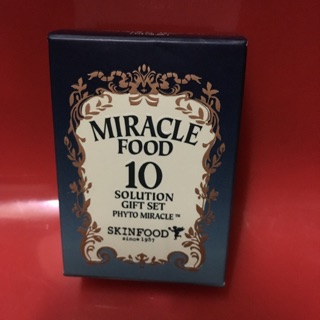 MIRACLE
FOOD
10
SOLUTION
GIFT SET
PHYTO MIRACLE™
SKINFOOD
since 1957